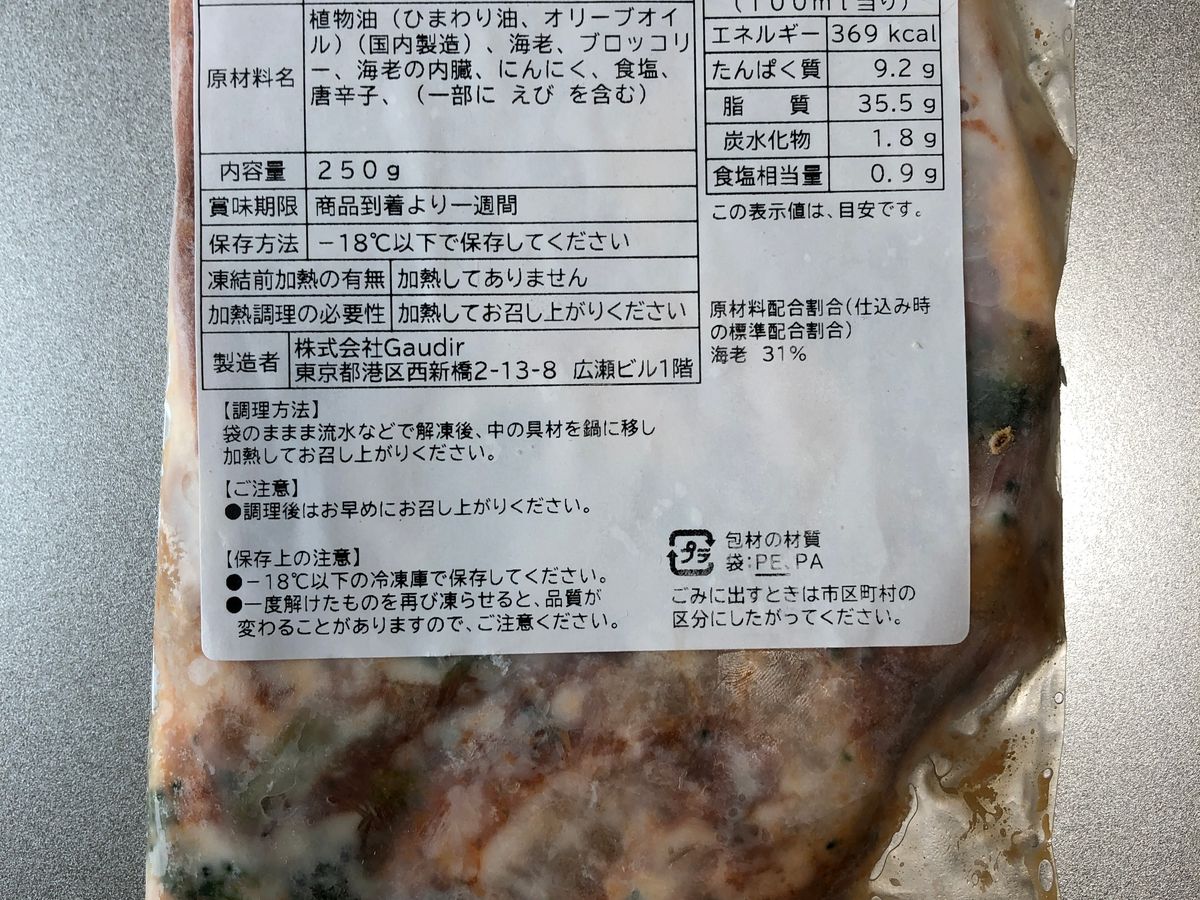 原材料名
植物油（ひまわり油、オリーブオイ
ル）（国内製造）、海老、ブロッコリ
ー、海老の内臓、にんにく、食塩、
唐辛子、（一部に えび を含む）
内容量 250g
賞味期限 商品到着より一週間
保存方法 －18℃以下で保存してください
凍結前加熱の有無 加熱してありません
加熱調理の必要性 加熱してお召し上がりください
製造者
株式会社Gaudir
東京都港区西新橋2-13-8 広瀬ビル1階
（100ml当り）
エネルギー 369 kcal
たんぱく質 9.2 g
脂 質 35.5 g
炭水化物 1.8 g
食塩相当量 0.9 g
この表示値は、目安です。
原材料配合割合（仕込み時
の標準配合割合）
海老 31%
【調理方法】
袋のままま流水などで解凍後、中の具材を鍋に移し
加熱してお召し上がりください。
【ご注意】
●調理後はお早めにお召し上がりください。
【保存上の注意】
●－18℃以下の冷凍庫で保存してください。
●一度解けたものを再び凍らせると、品質が
変わることがありますので、ご注意ください。
プラ
包材の材質
袋：PE、PA
ごみに出すときは市区町村の
区分にしたがってください。